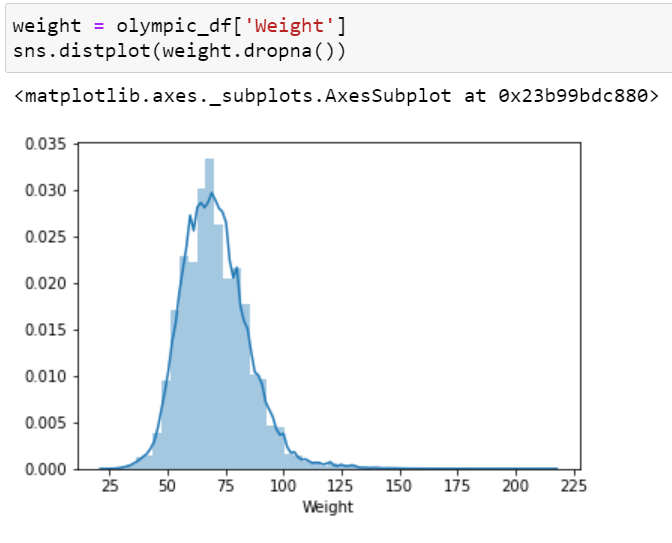 weight = olympic_df['Weight']
sns.distplot(weight.dropna())
<matplotlib.axes._subplots.AxesSubplot at 0x23b99bdc880>
0.035
0.030
0.025
0.020
0.015
0.010
0.005
0.000
25 50 75 100 125 150 175 200 225
Weight